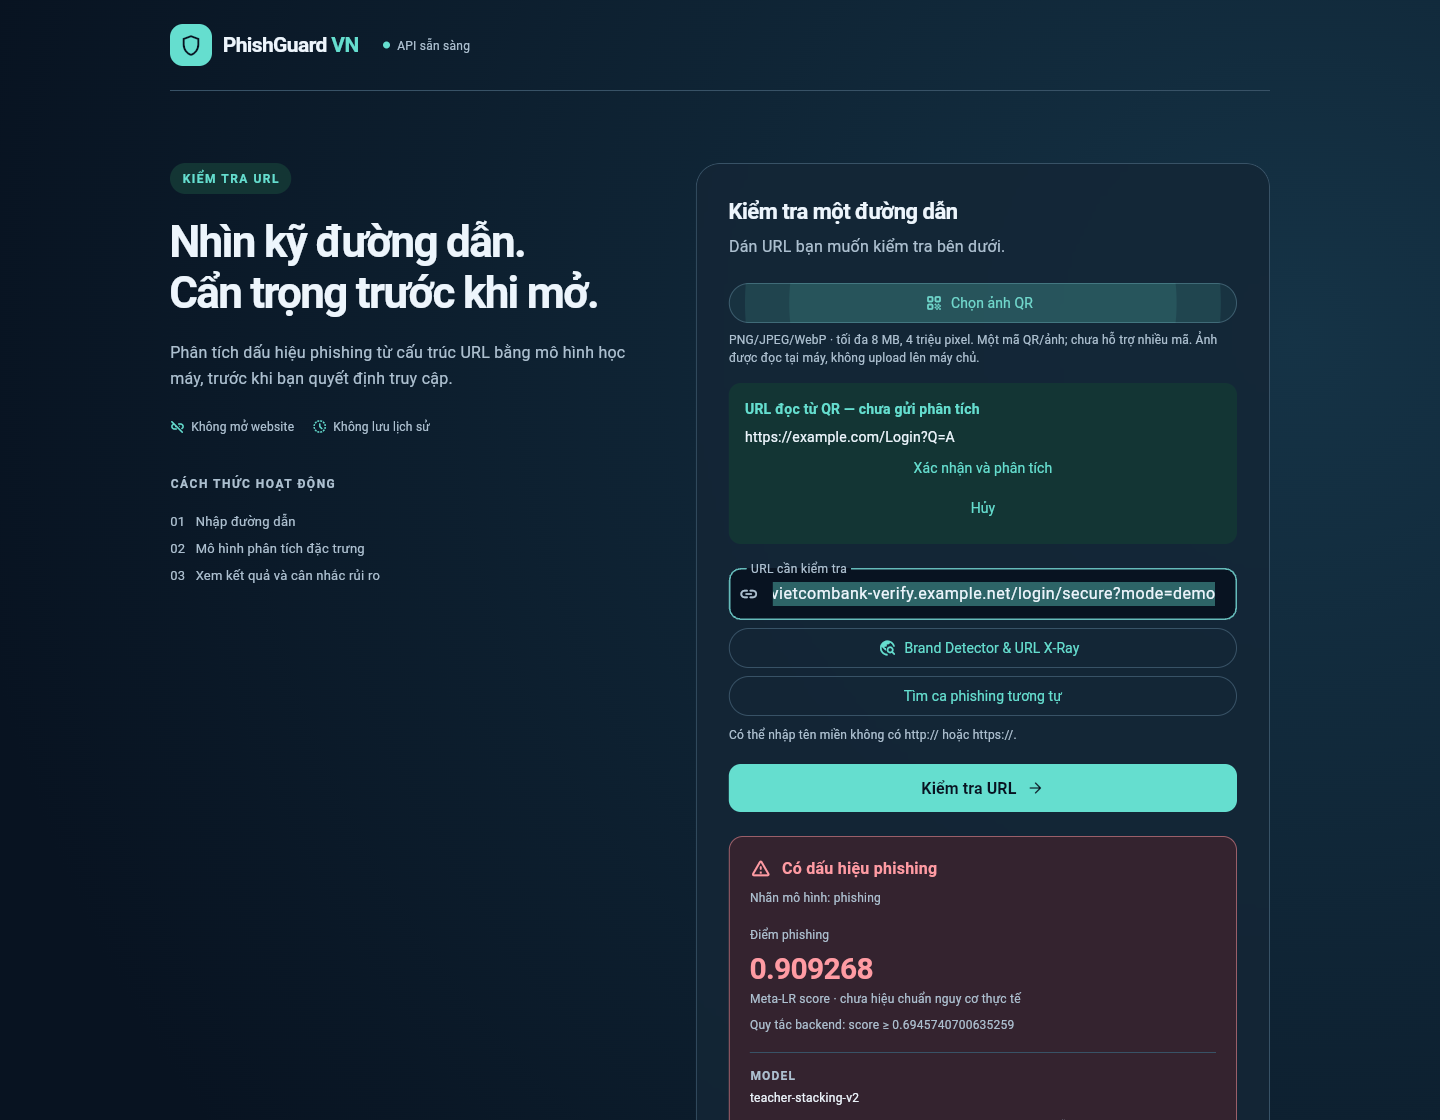 PhishGuard VN
API sẵn sàng
KIỂM TRA URL
Nhìn kỹ đường dẫn.
Cẩn trọng trước khi mở.
Phân tích dấu hiệu phishing từ cấu trúc URL bằng mô hình học
máy, trước khi bạn quyết định truy cập.
Không mở website
Không lưu lịch sử
CÁCH THỨC HOẠT ĐỘNG
01 Nhập đường dẫn
02 Mô hình phân tích đặc trưng
03 Xem kết quả và cân nhắc rủi ro
Kiểm tra một đường dẫn
Dán URL bạn muốn kiểm tra bên dưới.
Chọn ảnh QR
PNG/JPEG/WebP · tối đa 8 MB, 4 triệu pixel. Một mã QR/ảnh; chưa hỗ trợ nhiều mã. Ảnh
được đọc tại máy, không upload lên máy chủ.
URL đọc từ QR — chưa gửi phân tích
https://example.com/Login?Q=A
Xác nhận và phân tích
Hủy
URL cần kiểm tra
vietcombank-verify.example.net/login/secure?mode=demo
Brand Detector & URL X-Ray
Tìm ca phishing tương tự
Có thể nhập tên miền không có http:// hoặc https://.
Kiểm tra URL
Có dấu hiệu phishing
Nhãn mô hình: phishing
Điểm phishing
0.909268
Meta-LR score · chưa hiệu chuẩn nguy cơ thực tế
Quy tắc backend: score ≥ 0.6945740700635259
MODEL
teacher-stacking-v2